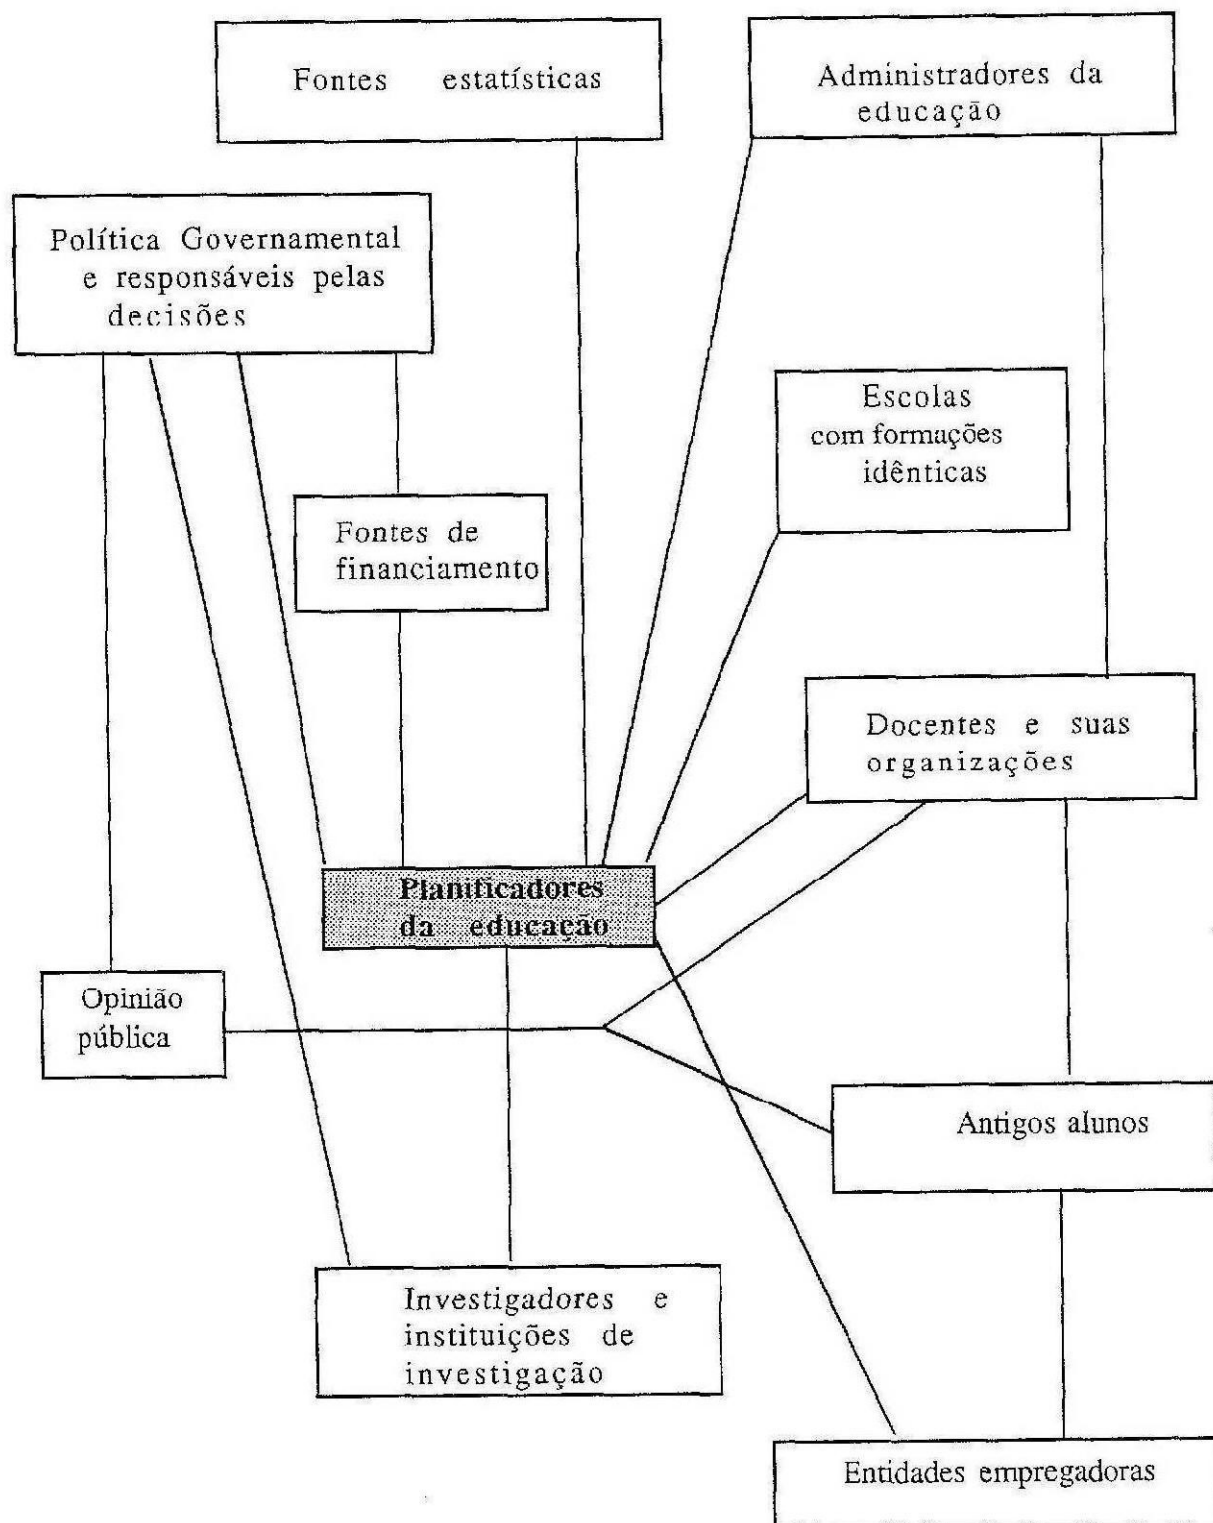 Fontes estatísticas
Administradores da
educação
Política Governamental
e responsáveis pelas
decisões
Escolas
com formações
idênticas
Fontes de
financiamento
Docentes e suas
organizações
Planificadores
da educação
Opinião
pública
Antigos alunos
Investigadores e
instituições de
investigação
Entidades empregadoras